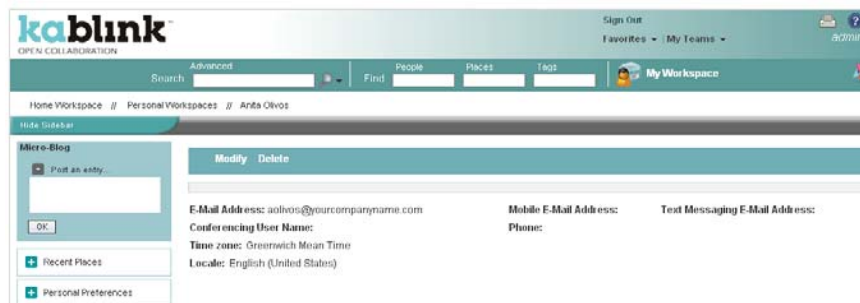 kablink
OPEN COLLABORATION
Sign Out
Favorites My Teams
admin
Advanced
Search
Find
People
Places
Tags
My Workspace
Home Workspace // Personal Workspaces // Anita Olivos
Hide Sidebar
Micro-Blog
Post an entry...
OK
Recent Places
Personal Preferences
Modify Delete
E-Mail Address: aolivos@yourcompanyname.com
Mobile E-Mail Address:
Text Messaging E-Mail Address:
Conferencing User Name:
Phone:
Time zone: Greenwich Mean Time
Locale: English (United States)